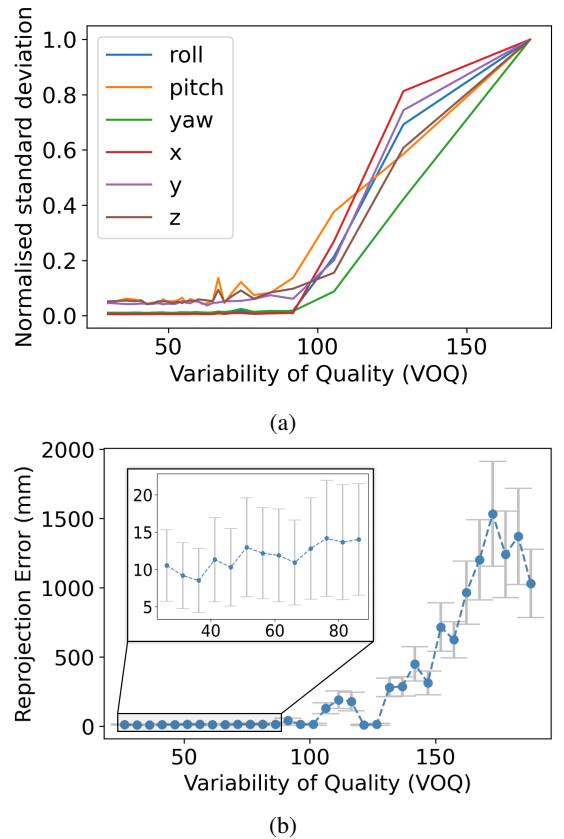 Normalised standard deviation
1.0
0.8
0.6
0.4
0.2
0.0
roll
pitch
yaw
x
y
z
50
100
150
Variability of Quality (VOQ)
(a)
Reprojection Error (mm)
2000
1500
1000
500
0
20
15
10
5
40
60
80
50
100
150
Variability of Quality (VOQ)
(b)